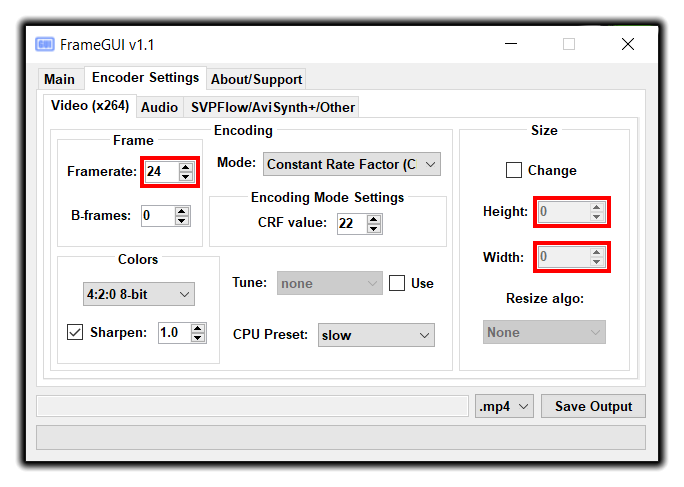 FrameGUI v1.1
Main Encoder Settings About/Support
Video (x264) Audio SVPFlow/AviSynth+/Other
Frame
Framerate: 24
B-frames: 0
Encoding
Mode: Constant Rate Factor (C
Encoding Mode Settings
CRF value: 22
Colors
4:2:0 8-bit
Sharpen: 1.0
Tune: none Use
CPU Preset: slow
Size
Change
Height: 0
Width: 0
Resize algo:
None
.mp4 Save Output